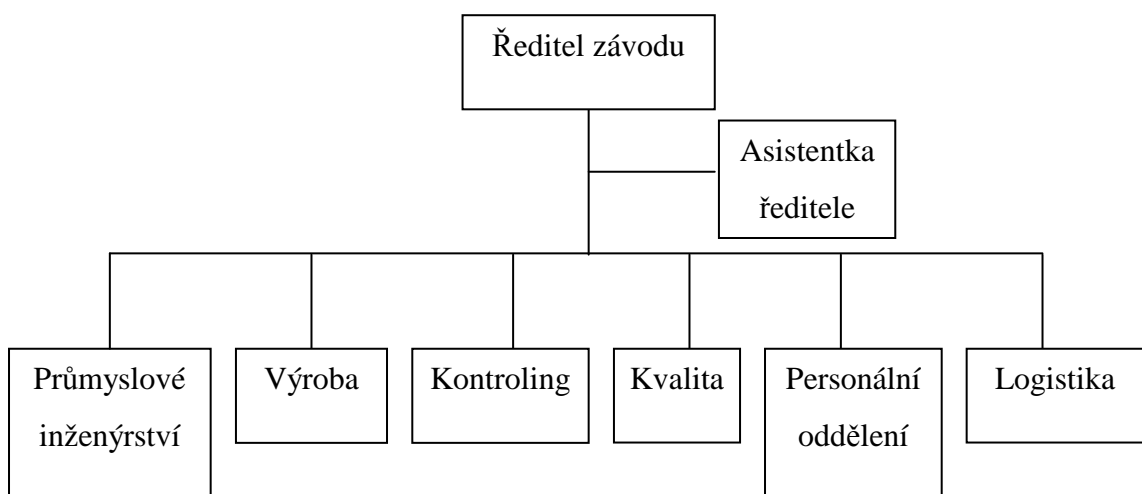 Ředitel závodu
Asistentka
ředitele
Průmyslové
inženýrství
Výroba
Kontroling
Kvalita
Personální
oddělení
Logistika